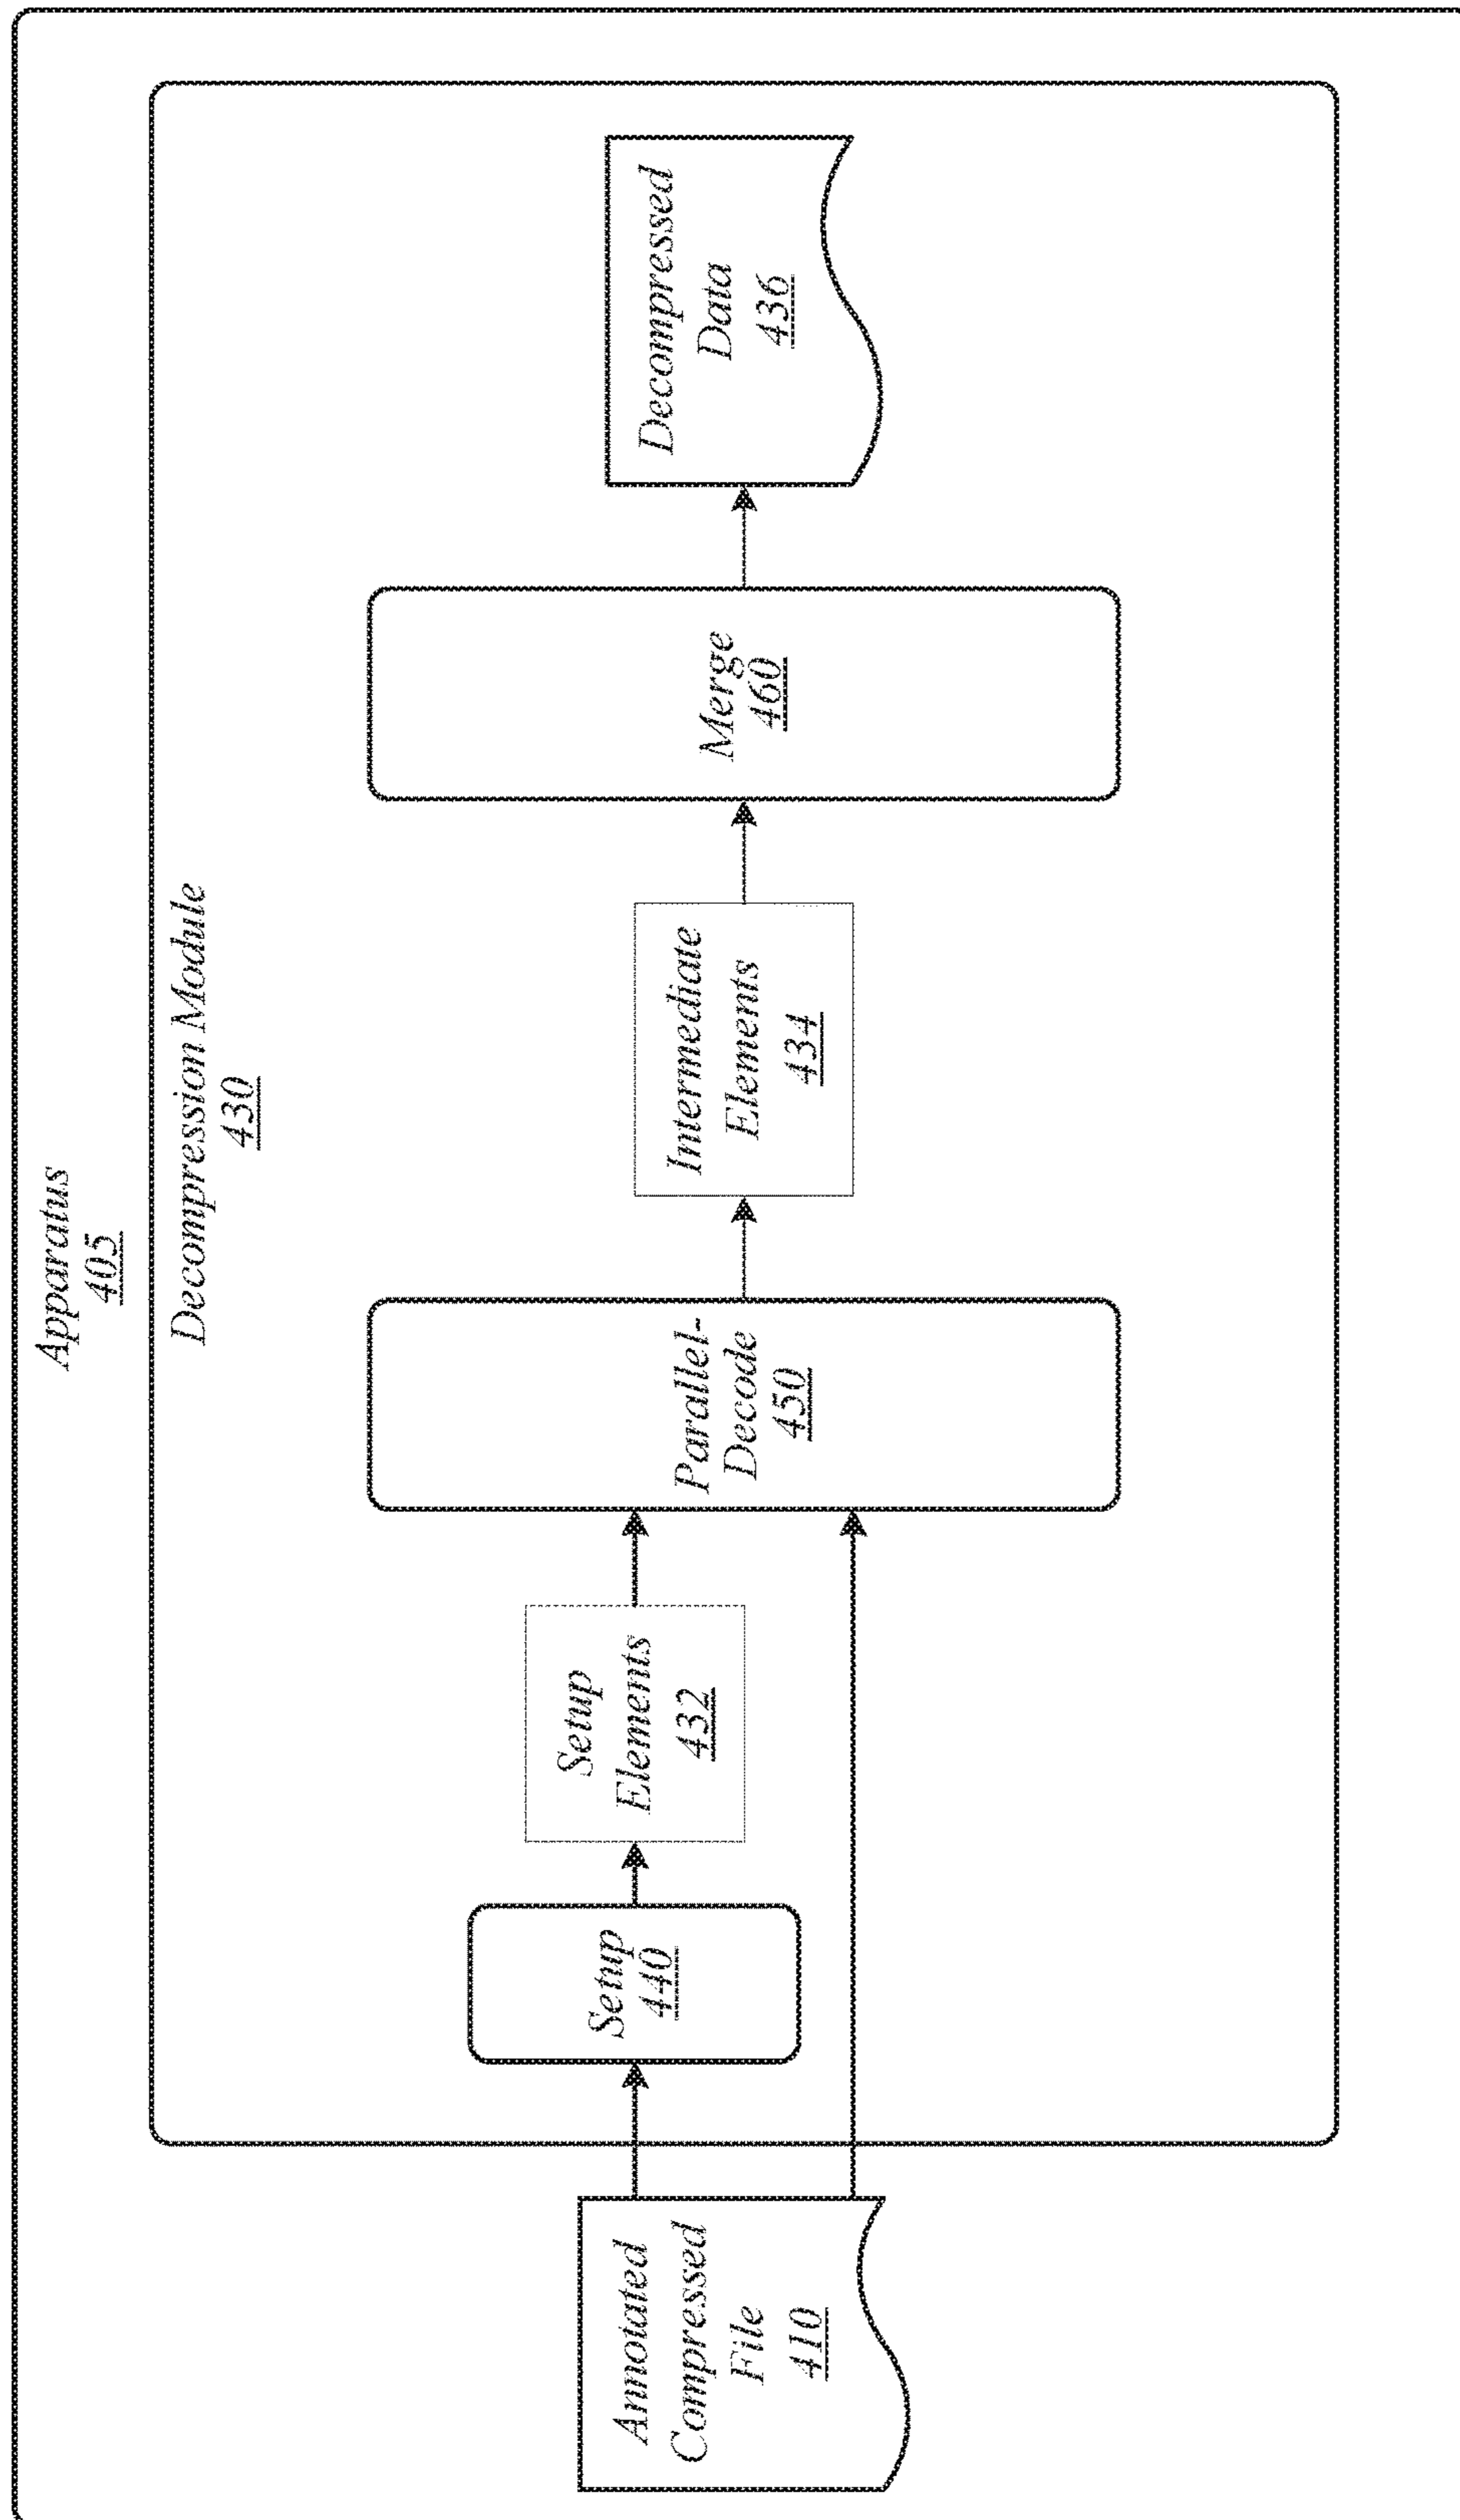 Apparatus
405
Decompression Module
430
Annotated
Compressed
File
410
Setup
440
Setup
Elements
432
Parallel-
Decode
450
Intermediate
Elements
434
Merge
460
Decompressed
Data
436